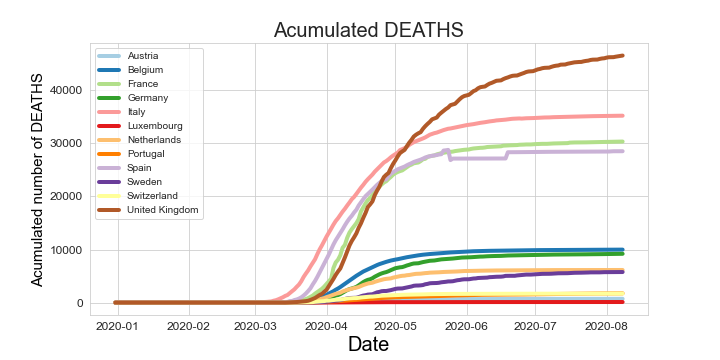 Acumulated DEATHS
Acumulated number of DEATHS
40000
30000
20000
10000
0
Austria
Belgium
France
Germany
Italy
Luxembourg
Netherlands
Portugal
Spain
Sweden
Switzerland
United Kingdom
2020-01 2020-02 2020-03 2020-04 2020-05 2020-06 2020-07 2020-08
Date